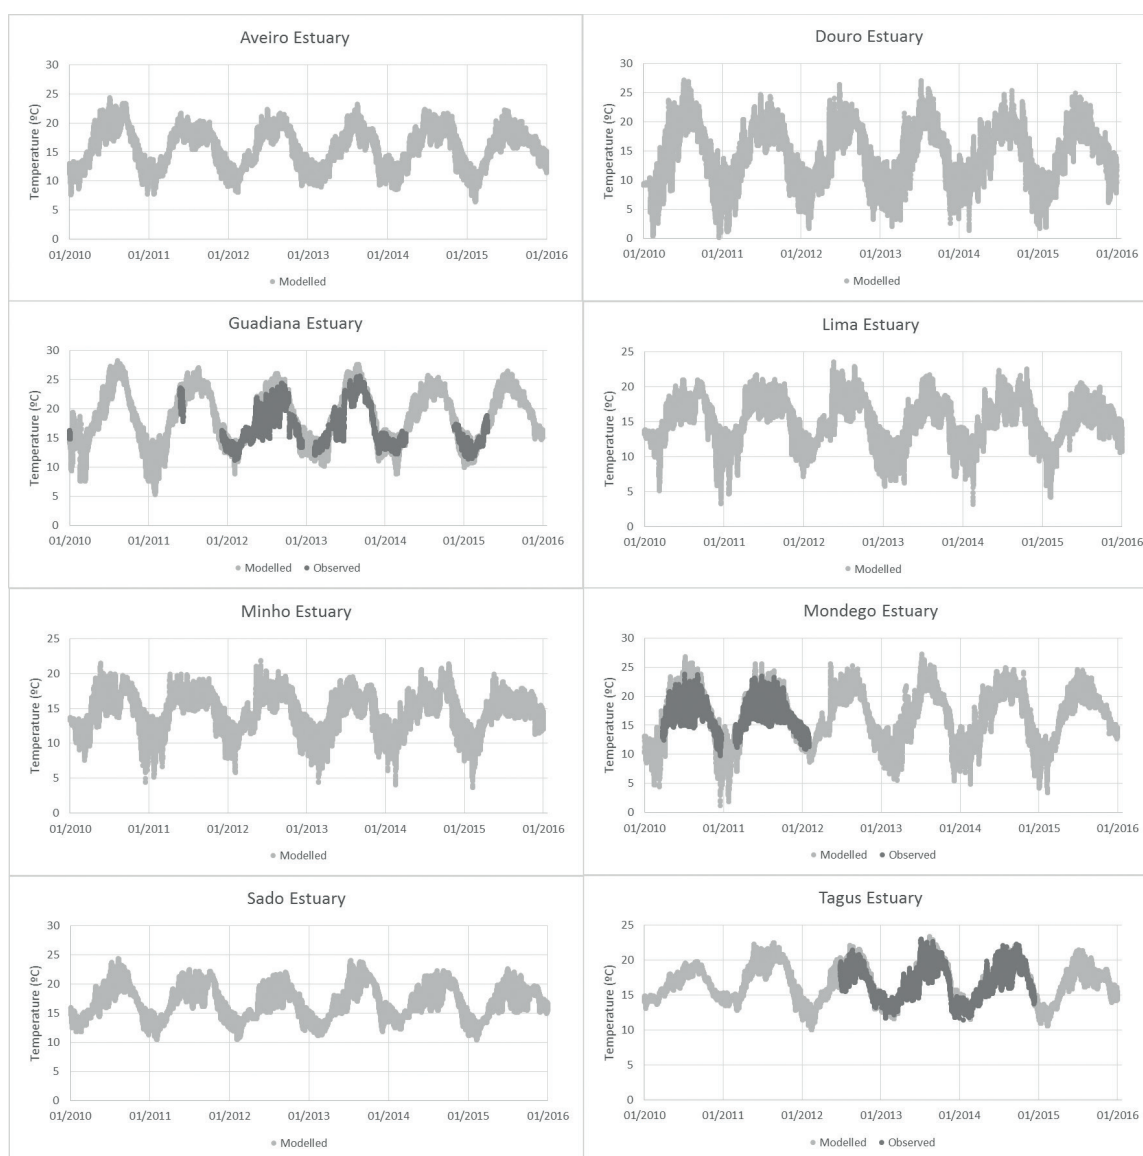 Aveiro Estuary
Temperature (ºC)
30
25
20
15
10
5
0
01/2010 01/2011 01/2012 01/2013 01/2014 01/2015 01/2016
Modelled
Douro Estuary
Temperature (ºC)
30
25
20
15
10
5
0
01/2010 01/2011 01/2012 01/2013 01/2014 01/2015 01/2016
Modelled
Guadiana Estuary
Temperature (ºC)
30
25
20
15
10
5
0
01/2010 01/2011 01/2012 01/2013 01/2014 01/2015 01/2016
Modelled Observed
Lima Estuary
Temperature (ºC)
25
20
15
10
5
0
01/2010 01/2011 01/2012 01/2013 01/2014 01/2015 01/2016
Modelled
Minho Estuary
Temperature (ºC)
25
20
15
10
5
0
01/2010 01/2011 01/2012 01/2013 01/2014 01/2015 01/2016
Modelled
Mondego Estuary
Temperature (ºC)
30
25
20
15
10
5
0
01/2010 01/2011 01/2012 01/2013 01/2014 01/2015 01/2016
Modelled Observed
Sado Estuary
Temperature (ºC)
30
25
20
15
10
5
0
01/2010 01/2011 01/2012 01/2013 01/2014 01/2015 01/2016
Modelled
Tagus Estuary
Temperature (ºC)
25
20
15
10
5
0
01/2010 01/2011 01/2012 01/2013 01/2014 01/2015 01/2016
Modelled Observed